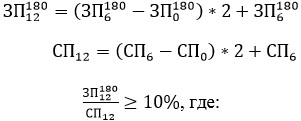 ЗП₁₂¹⁸⁰ = (ЗП₆¹⁸⁰ − ЗП₀¹⁸⁰) * 2 + ЗП₆¹⁸⁰
СП₁₂ = (СП₆ − СП₀) * 2 + СП₆
ЗП₁₂¹⁸⁰/СП₁₂ ≥ 10%, где: